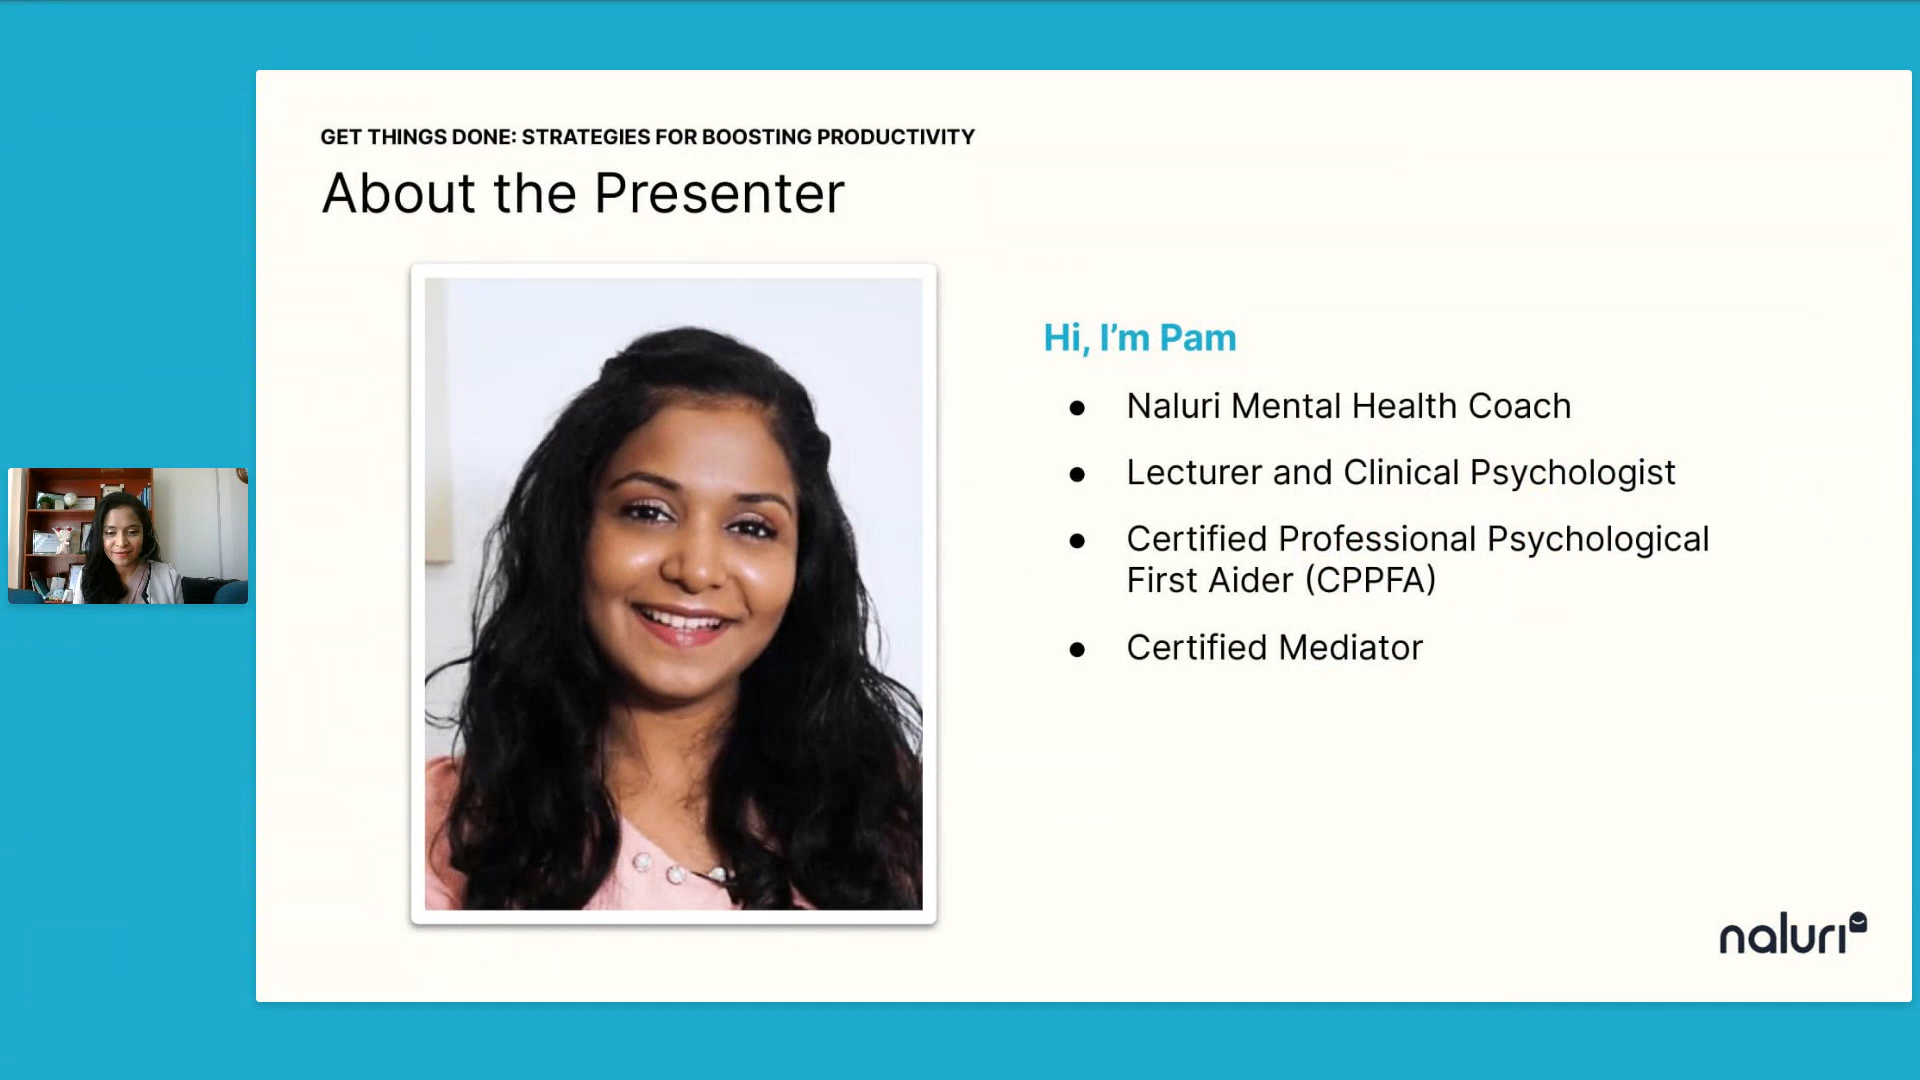 GET THINGS DONE: STRATEGIES FOR BOOSTING PRODUCTIVITY
About the Presenter
Hi, I’m Pam
● Naluri Mental Health Coach
● Lecturer and Clinical Psychologist
● Certified Professional Psychological
First Aider (CPPFA)
● Certified Mediator
naluri